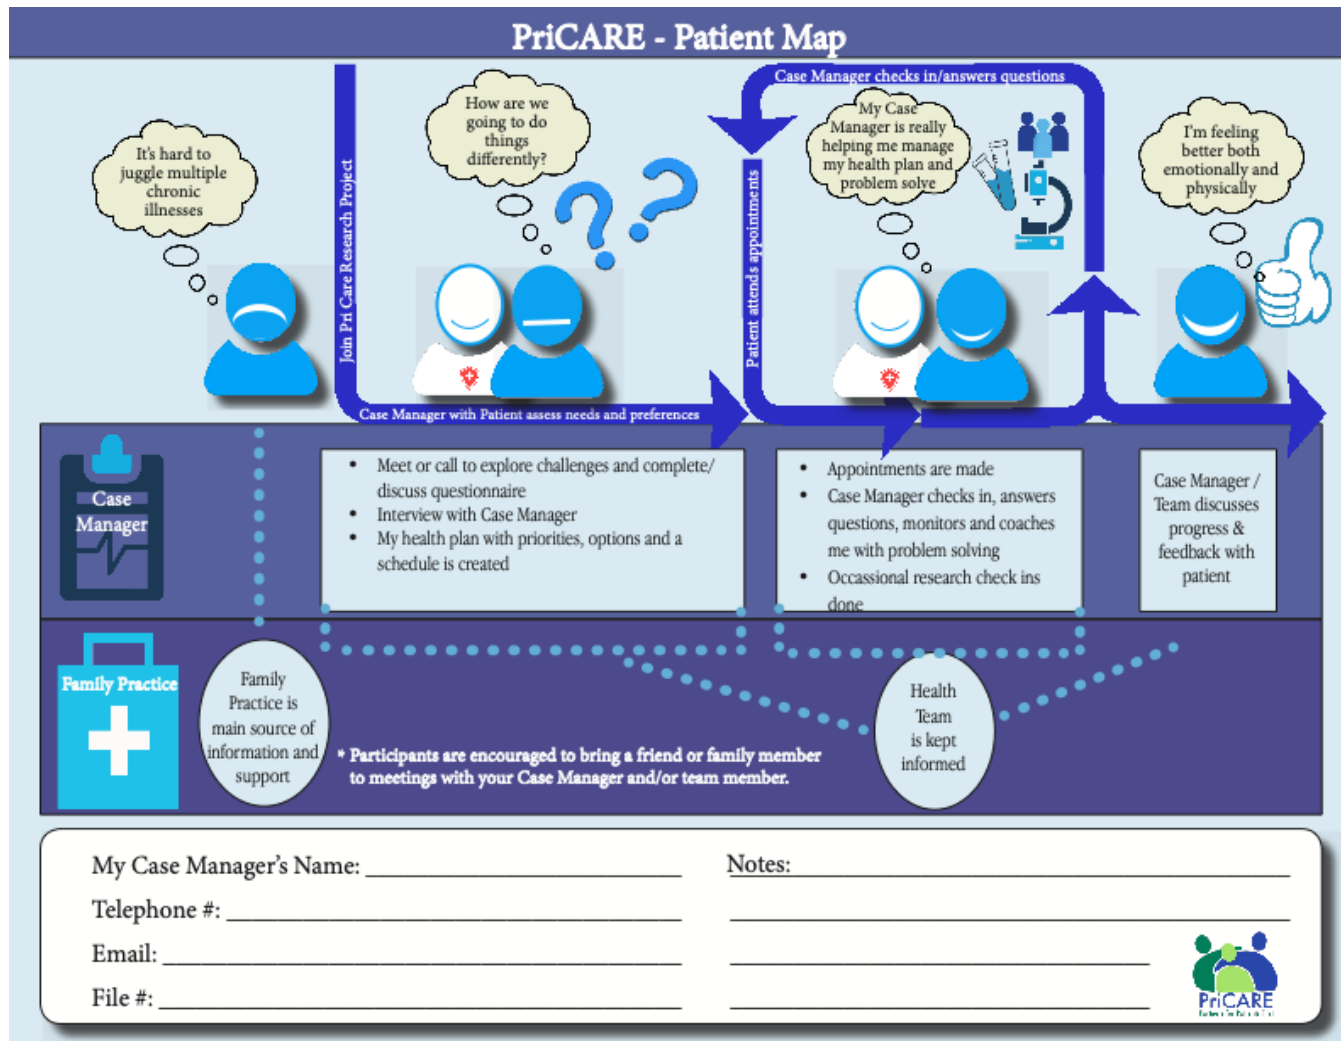 PriCARE - Patient Map
It's hard to
juggle multiple
chronic
illnesses
Join Pri Care Research Project
How are we
going to do
things
differently?
Case Manager with Patient assess needs and preferences
Case Manager checks in/answers questions
Patient attends appointments
My Case
Manager is really
helping me manage
my health plan and
problem solve
I'm feeling
better both
emotionally and
physically
Case
Manager
• Meet or call to explore challenges and complete/
discuss questionnaire
• Interview with Case Manager
• My health plan with priorities, options and a
schedule is created
• Appointments are made
• Case Manager checks in, answers
questions, monitors and coaches
me with problem solving
• Occassional research check ins
done
Case Manager /
Team discusses
progress &
feedback with
patient
Family Practice
Family
Practice is
main source of
information and
support
* Participants are encouraged to bring a friend or family member
to meetings with your Case Manager and/or team member.
Health
Team
is kept
informed
My Case Manager's Name:
Telephone #:
Email:
File #:
Notes:
PriCARE